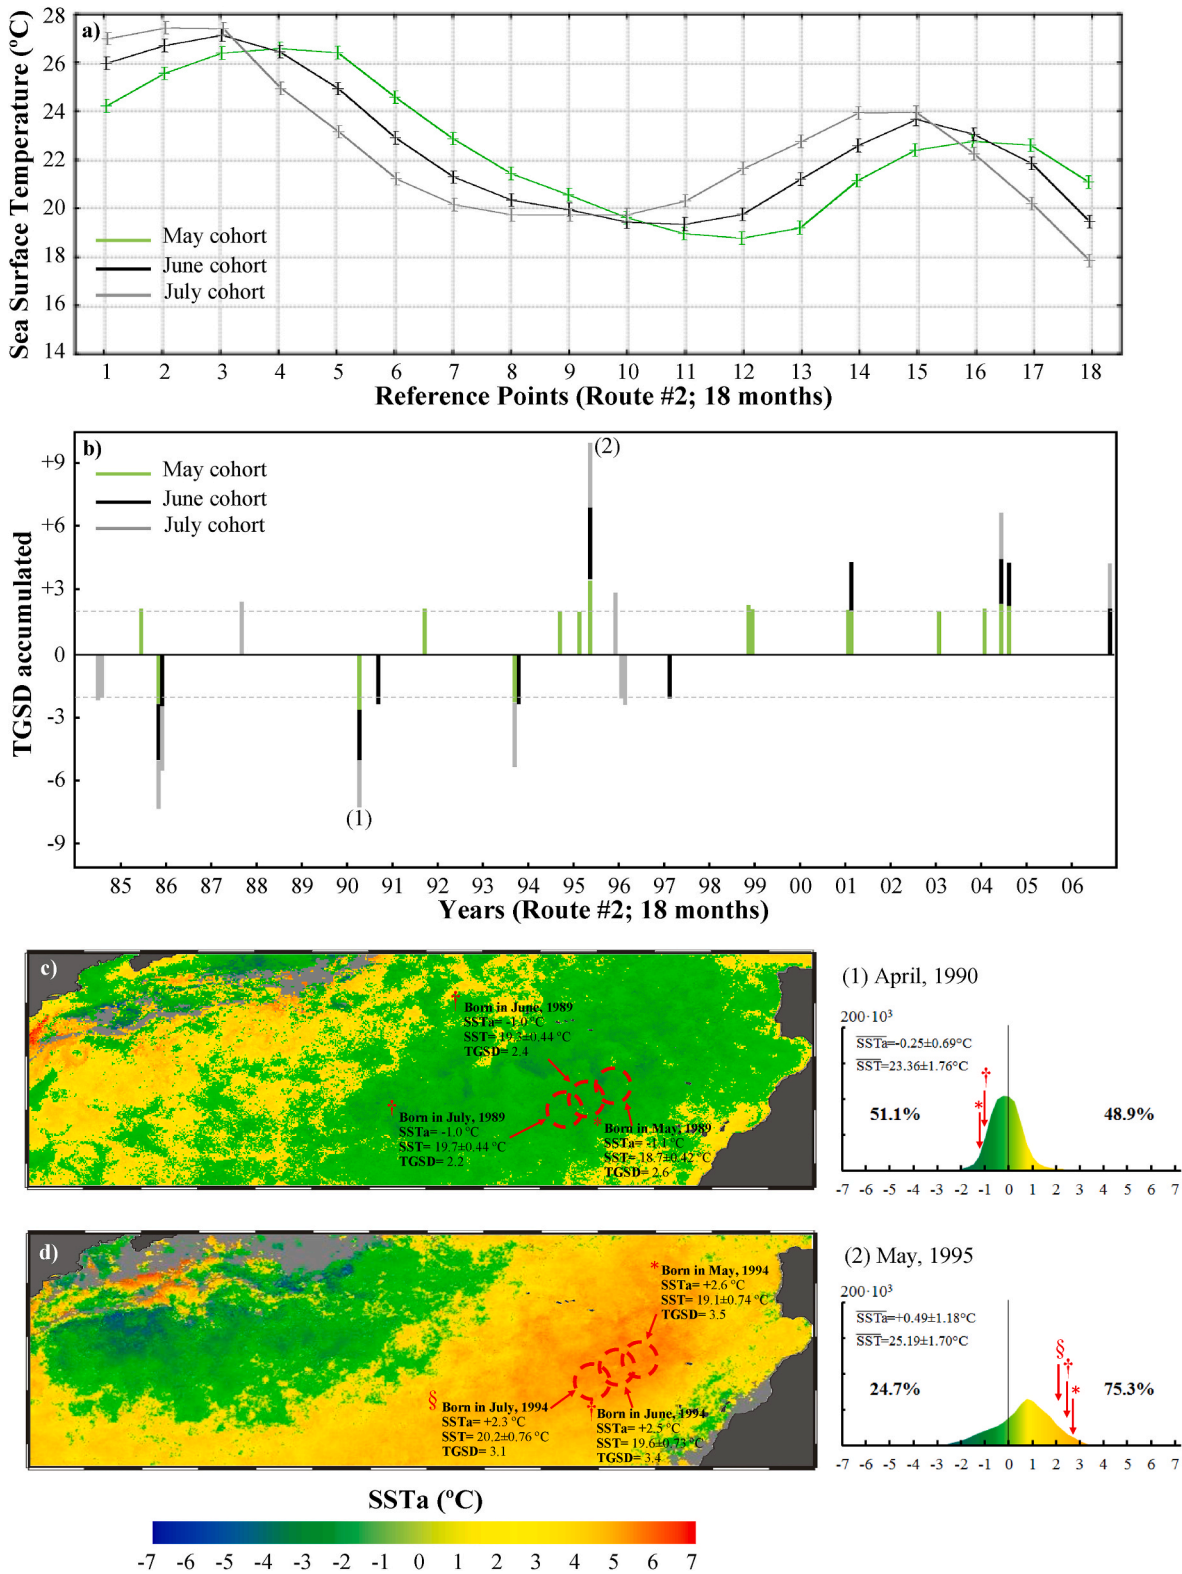 a)
Sea Surface Temperature (ºC)
28
26
24
22
20
18
16
14
May cohort
June cohort
July cohort
1 2 3 4 5 6 7 8 9 10 11 12 13 14 15 16 17 18
Reference Points (Route #2; 18 months)
b)
TGSD accumulated
+9
+6
+3
0
-3
-6
-9
May cohort
June cohort
July cohort
(2)
(1)
85 86 87 88 90 91 92 93 94 95 96 97 98 99 00 01 02 03 04 05 06
Years (Route #2; 18 months)
c)
†
Born in June, 1989
SSTa= -1.0 °C
SST= 19.3±0.44 °C
TGSD= 2.4
†
Born in July, 1989
SSTa= -1.0 °C
SST= 19.7±0.44 °C
TGSD= 2.2
*
Born in May, 1989
SSTa= -1.1 °C
SST= 18.7±0.42 °C
TGSD= 2.6
(1) April, 1990
200·10³
SSTa=-0.25±0.69°C
SST=23.36±1.76°C
†
*
51.1%
48.9%
-7 -6 -5 -4 -3 -2 -1 0 1 2 3 4 5 6 7
d)
*
Born in May, 1994
SSTa= +2.6 °C
SST= 19.1±0.74 °C
TGSD= 3.5
§
Born in July, 1994
SSTa= +2.3 °C
SST= 20.2±0.76 °C
TGSD= 3.1
†
Born in June, 1994
SSTa= +2.5 °C
SST= 19.6±0.73 °C
TGSD= 3.4
(2) May, 1995
200·10³
SSTa=+0.49±1.18°C
SST=25.19±1.70°C
§
†
*
24.7%
75.3%
-7 -6 -5 -4 -3 -2 -1 0 1 2 3 4 5 6 7
SSTa (ºC)
-7 -6 -5 -4 -3 -2 -1 0 1 2 3 4 5 6 7